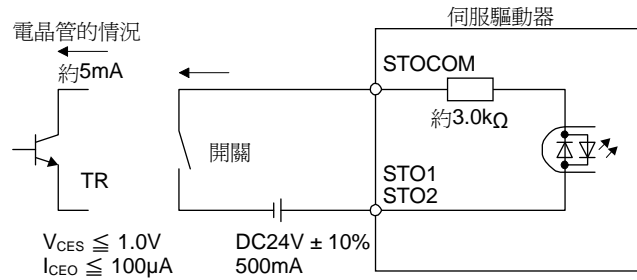 伺服驅動器
電晶管的情況
約5mA
STOCOM
約3.0kΩ
開關
TR
STO1
STO2
VCES ≦ 1.0V
ICEO ≦ 100μA
DC24V ± 10%
500mA